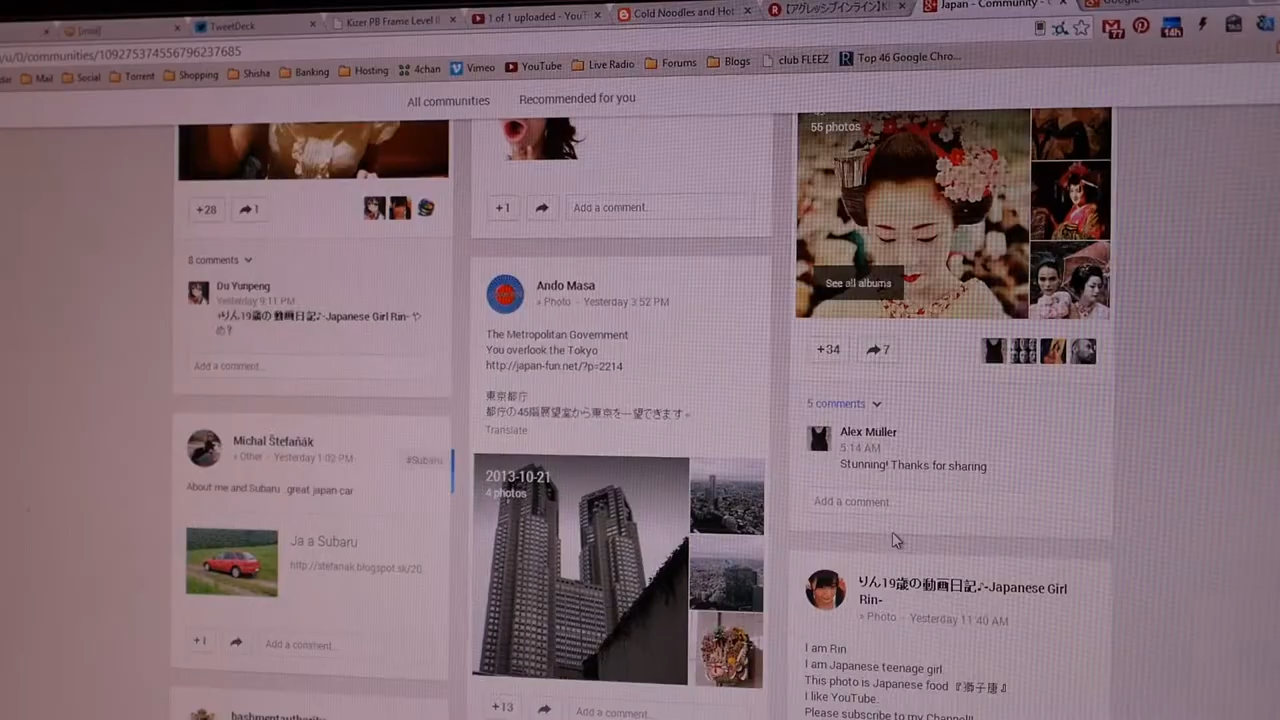 [mail]
TweetDeck
Kizer PB Frame Level II
1 of 1 uploaded - YouT
Cold Noodles and Hot
【アグレッシブインライン】K
Japan - Community -
Google
u/0/communities/109275374556796237685
77
14h
dar
Mail
Social
Torrent
Shopping
Shisha
Banking
Hosting
4chan
Vimeo
YouTube
Live Radio
Forums
Blogs
club FLEEZ
Top 46 Google Chro...
All communities
Recommended for you
+28
1
8 comments
Du Yunpeng
Yesterday 9:11 PM
+りん19歳の動画日記♪-Japanese Girl Rin- や
め?
Add a comment...
Michal Štefaňák
» Other - Yesterday 1:02 PM
#Subaru
About me and Subaru ..great japan car
Ja a Subaru
http://stefanak.blogspot.sk/20
+1
Add a comment...
bashmentauthority
+1
Add a comment...
Ando Masa
» Photo - Yesterday 3:52 PM
The Metropolitan Government
You overlook the Tokyo
http://japan-fun.net/?p=2214
東京都庁
都庁の45階展望室から東京を一望できます。
Translate
2013-10-21
4 photos
+13
Add a comment...
55 photos
See all albums
+34
7
5 comments
Alex Müller
5:14 AM
Stunning! Thanks for sharing
Add a comment...
りん19歳の動画日記♪-Japanese Girl
Rin-
» Photo - Yesterday 11:40 AM
I am Rin
I am Japanese teenage girl
This photo is Japanese food 『獅子唐』
I like YouTube.
Please subscribe to my Channel!!